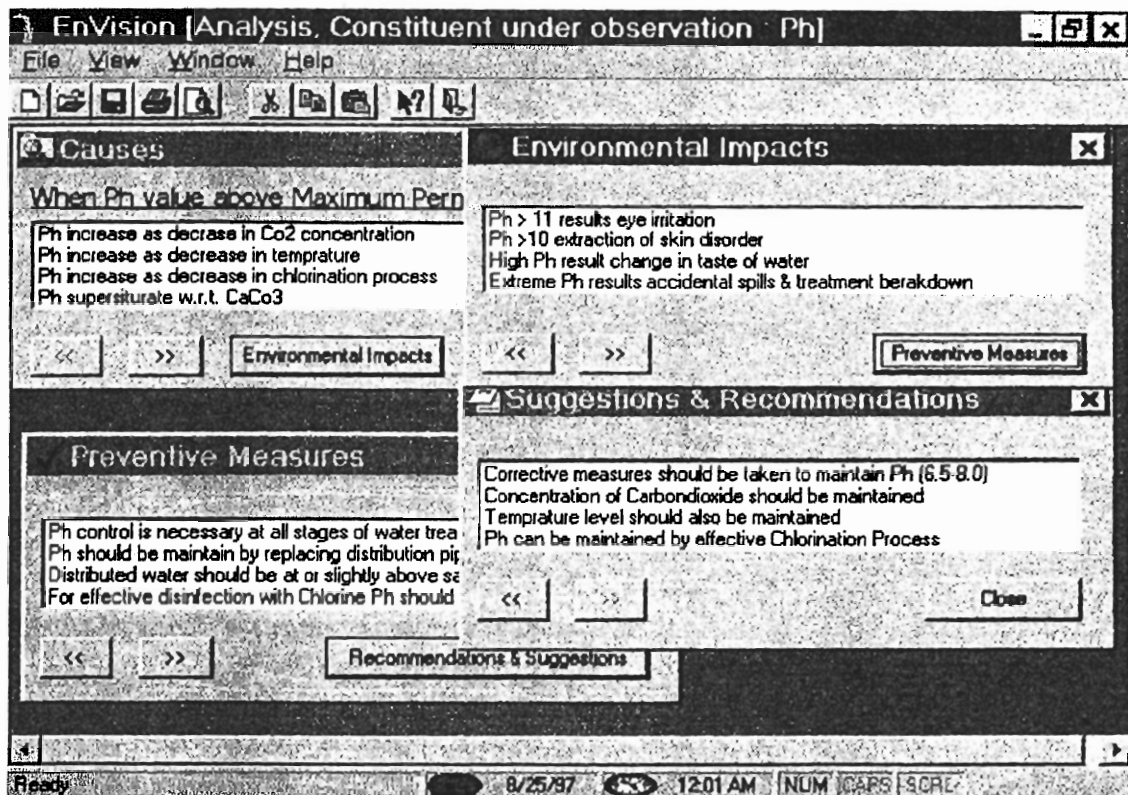 EnVision [Analysis, Constituent under observation : Ph]
File View Window Help
Causes
When Ph value above Maximum Perm
Ph increase as decrase in Co2 concentration
Ph increase as decrease in temprature
Ph increase as decrease in chlorination process
Ph supersiturate w.r.t. CaCo3
<< >> Environmental Impacts
Environmental Impacts
Ph > 11 results eye irritation
Ph >10 extraction of skin disorder
High Ph result change in taste of water
Extreme Ph results accidental spills & treatment berakdown
<< >> Preventive Measures
Preventive Measures
Ph control is necessary at all stages of water trea
Ph should be maintain by replacing distribution pip
Distributed water should be at or slightly above sa
For effective disinfection with Chlorine Ph should
<< >> Recommendations & Suggestions
Suggestions & Recommendations
Corrective measures should be taken to maintain Ph (6.5-8.0)
Concentration of Carbondioxide should be maintained
Temprature level should also be maintained
Ph can be maintained by effective Chlorination Process
<< >> Close
Ready 8/25/97 12:01 AM NUM CAPS SCRL